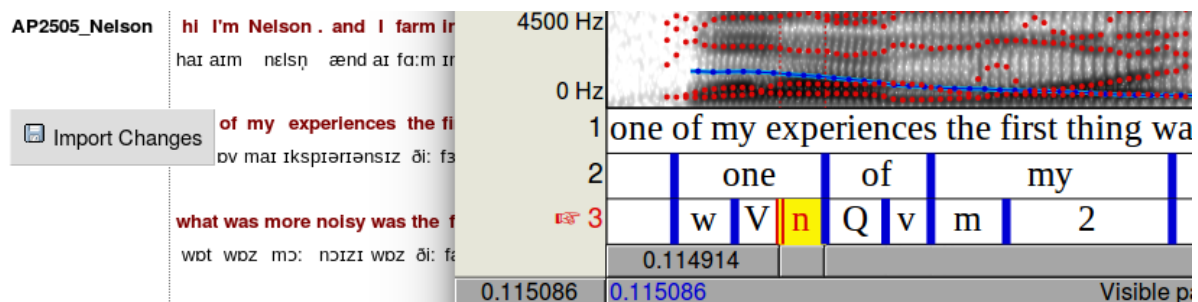 AP2505_Nelson
hi I'm Nelson . and I farm in
haɪ aɪm nɛlsn̩ ænd aɪ fɑːm ɪn
Import Changes
of my experiences the fi
ɒv maɪ ɪkspɪərɪənsɪz ðiː fɜ
what was more noisy was the f
wɒt wɒz mɔː nɔɪzɪ wɒz ðiː fa
4500 Hz
0 Hz
1 one of my experiences the first thing wa
2 one of my
☞ 3 w V n Q v m 2
0.114914
0.115086 0.115086 Visible pa